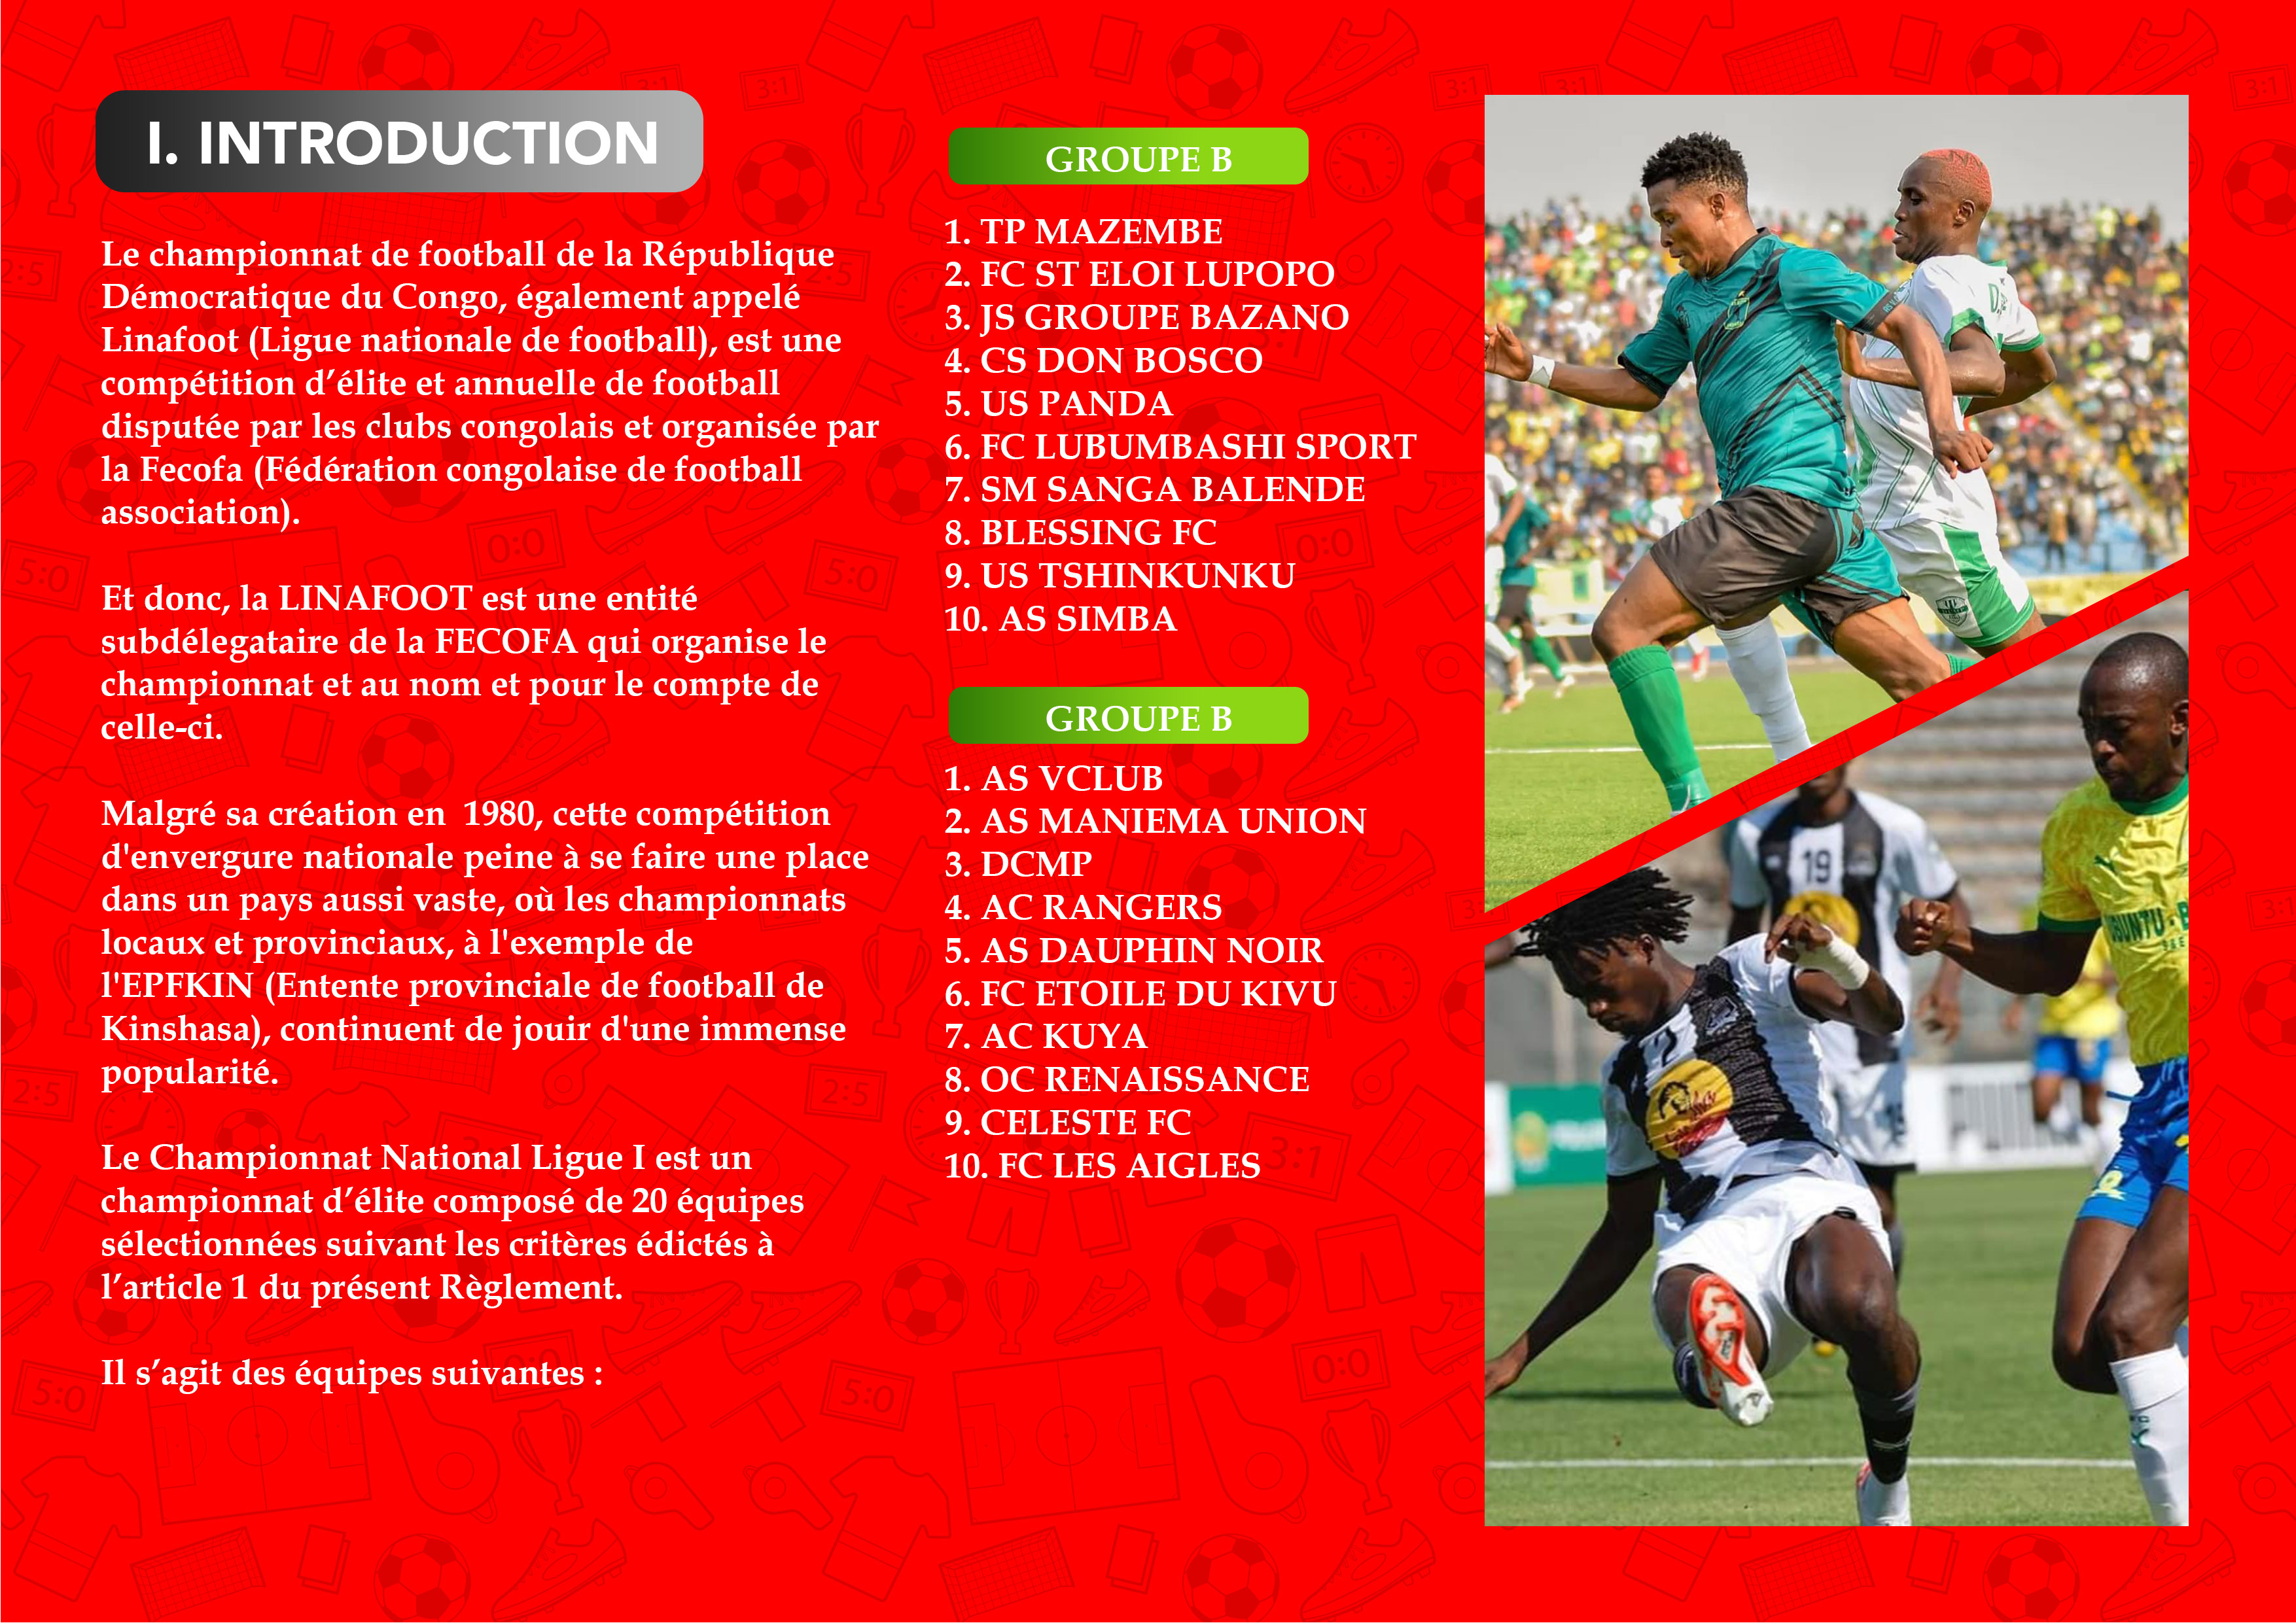 I. INTRODUCTION
Le championnat de football de la République
Démocratique du Congo, également appelé
Linafoot (Ligue nationale de football), est une
compétition d’élite et annuelle de football
disputée par les clubs congolais et organisée par
la Fecofa (Fédération congolaise de football
association).
Et donc, la LINAFOOT est une entité
subdélegataire de la FECOFA qui organise le
championnat et au nom et pour le compte de
celle-ci.
Malgré sa création en  1980, cette compétition
d'envergure nationale peine à se faire une place
dans un pays aussi vaste, où les championnats
locaux et provinciaux, à l'exemple de
l'EPFKIN (Entente provinciale de football de
Kinshasa), continuent de jouir d'une immense
popularité.
Le Championnat National Ligue I est un
championnat d’élite composé de 20 équipes
sélectionnées suivant les critères édictés à
l’article 1 du présent Règlement.
Il s’agit des équipes suivantes :
GROUPE B
1. TP MAZEMBE
2. FC ST ELOI LUPOPO
3. JS GROUPE BAZANO
4. CS DON BOSCO
5. US PANDA
6. FC LUBUMBASHI SPORT
7. SM SANGA BALENDE
8. BLESSING FC
9. US TSHINKUNKU
10. AS SIMBA
GROUPE B
1. AS VCLUB
2. AS MANIEMA UNION
3. DCMP
4. AC RANGERS
5. AS DAUPHIN NOIR
6. FC ETOILE DU KIVU
7. AC KUYA
8. OC RENAISSANCE
9. CELESTE FC
10. FC LES AIGLES
19